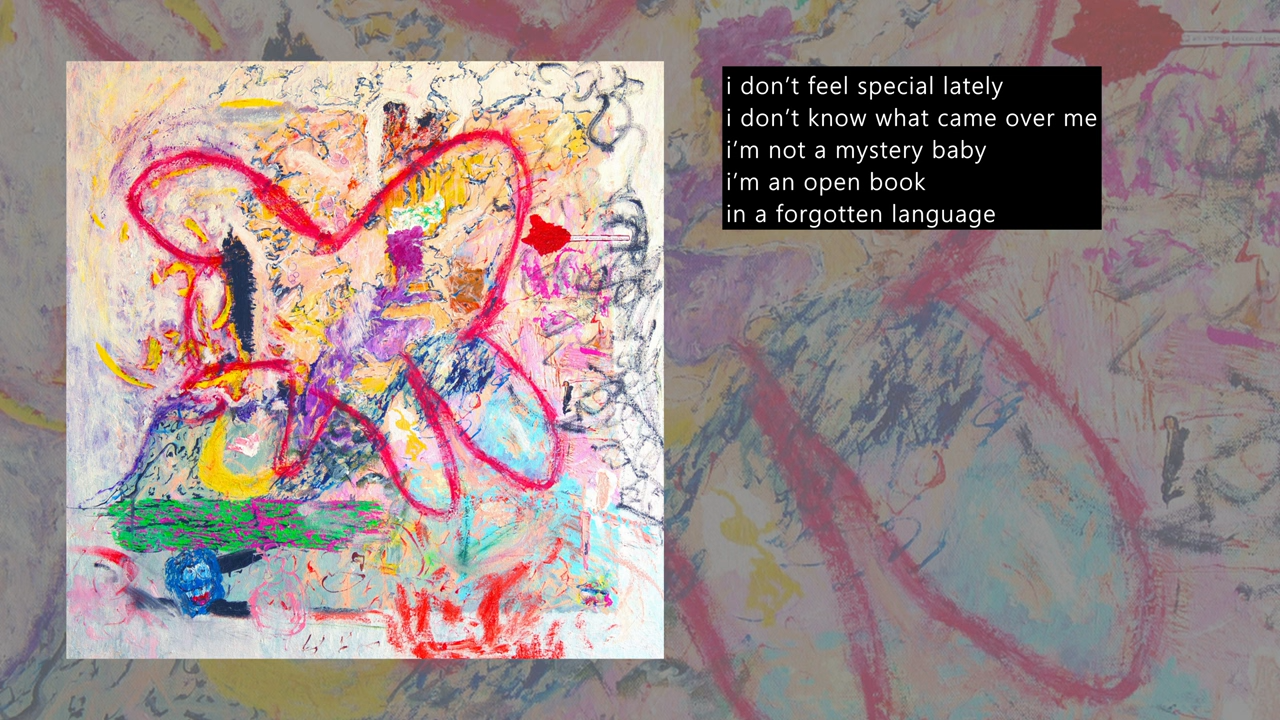 i don’t feel special lately
i don’t know what came over me
i’m not a mystery baby
i’m an open book
in a forgotten language